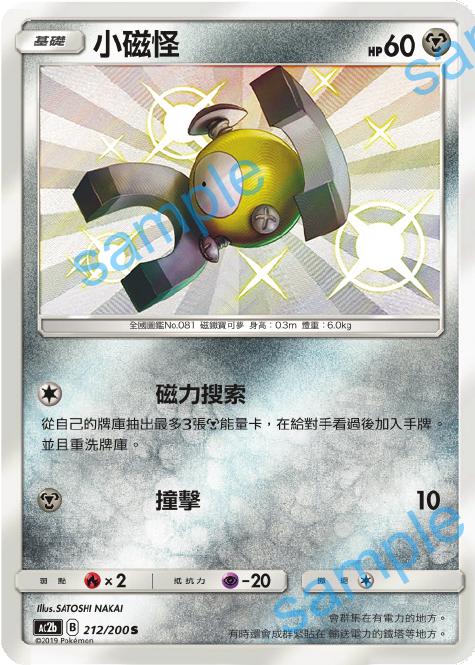 基礎 小磁怪 HP60
sample
sample
全國圖鑑No.081 磁鐵寶可夢 身高：0.3m 體重：6.0kg
磁力搜索
從自己的牌庫抽出最多3張能量卡，在給對手看過後加入手牌。
並且重洗牌庫。
撞擊 10
sample
弱點 ×2 抵抗力 -20 撤退
Illus.SATOSHI NAKAI
AC2b B 212/200 S
©2019 Pokémon
會群集在有電力的地方。
有時還會成群緊貼在 輸送電力的鐵塔等地方。